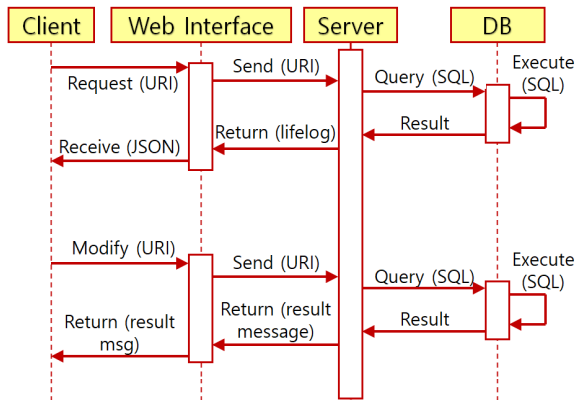 Client
Web Interface
Server
DB
Request (URI)
Send (URI)
Query (SQL)
Execute
(SQL)
Result
Return (lifelog)
Receive (JSON)
Modify (URI)
Send (URI)
Query (SQL)
Execute
(SQL)
Result
Return (result
message)
Return (result
msg)